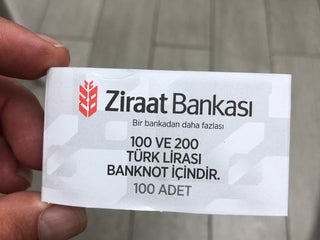 Ziraat Bankası
Bir bankadan daha fazlası
100 VE 200
TÜRK LİRASI
BANKNOT İÇİNDİR.
100 ADET